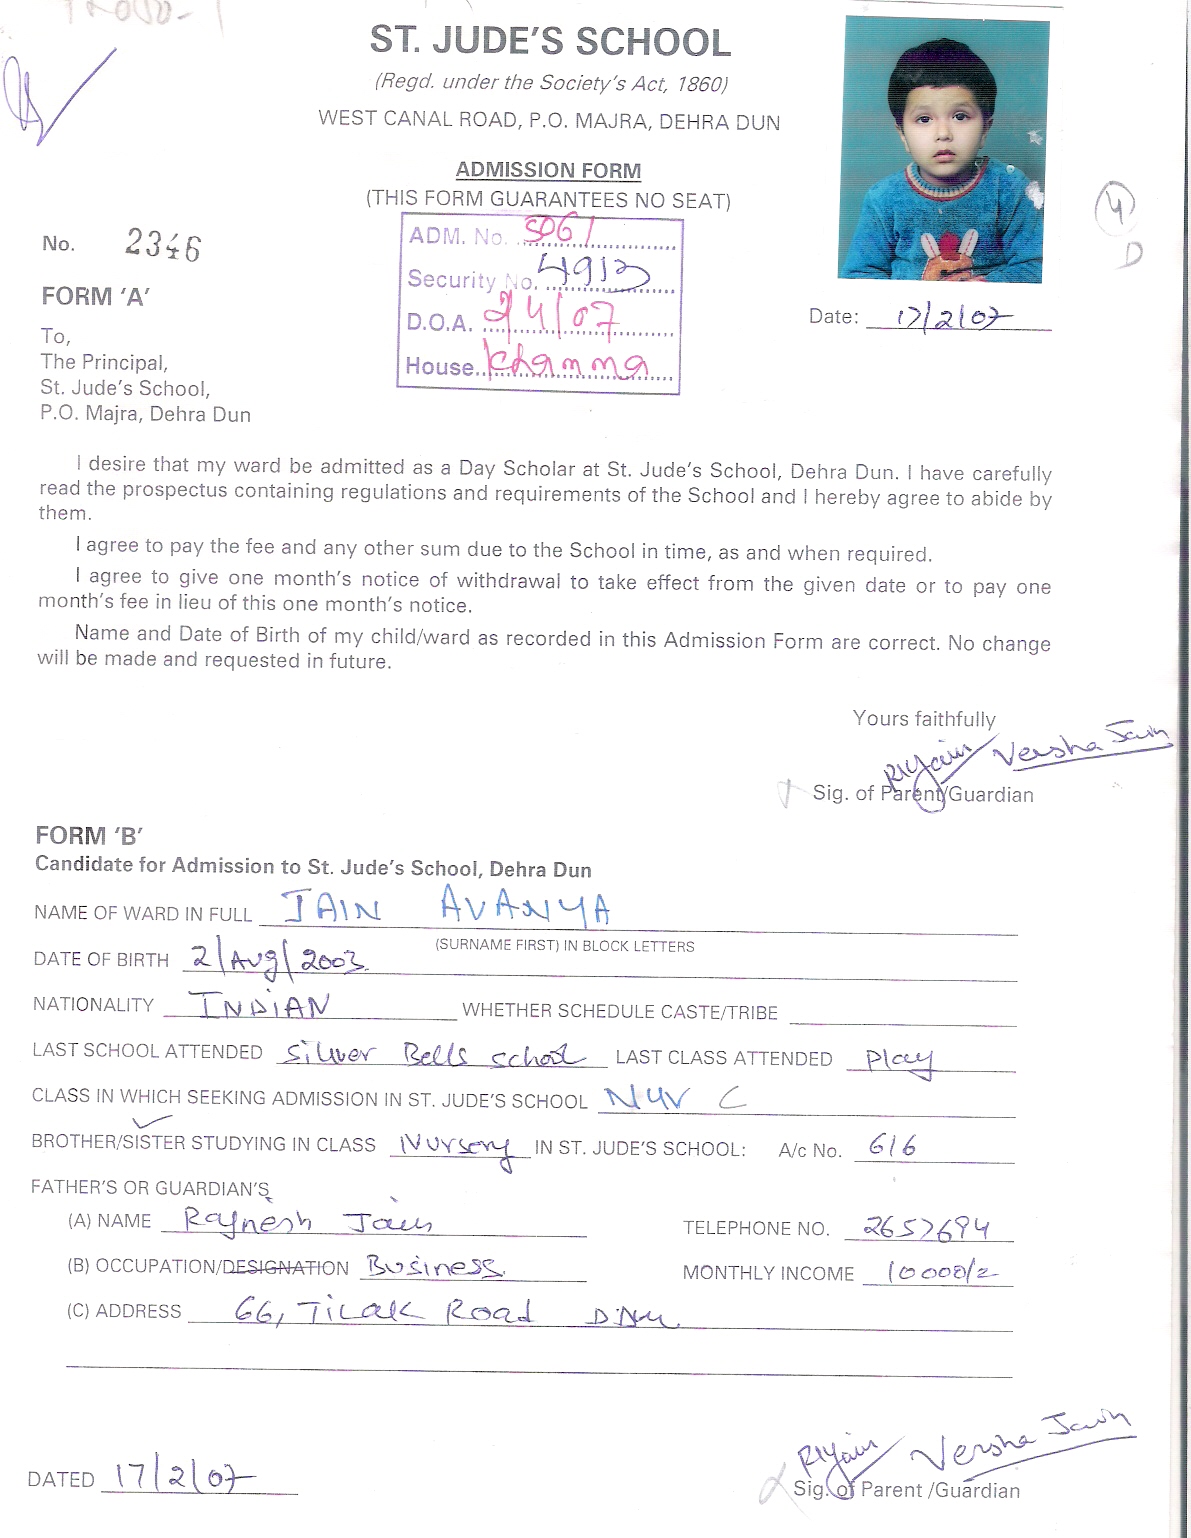 ST. JUDE'S SCHOOL
(Regd. under the Society's Act, 1860)
WEST CANAL ROAD, P.O. MAJRA, DEHRA DUN
ADMISSION FORM
(THIS FORM GUARANTEES NO SEAT)
No. 2346
ADM. No. 5061
Security No. 4913
D.O.A. 24/07
House. Khamma
4
D
Date: 17/2/07
FORM 'A'
To,
The Principal,
St. Jude's School,
P.O. Majra, Dehra Dun
I desire that my ward be admitted as a Day Scholar at St. Jude's School, Dehra Dun. I have carefully
read the prospectus containing regulations and requirements of the School and I hereby agree to abide by
them.
I agree to pay the fee and any other sum due to the School in time, as and when required.
I agree to give one month's notice of withdrawal to take effect from the given date or to pay one
month's fee in lieu of this one month's notice.
Name and Date of Birth of my child/ward as recorded in this Admission Form are correct. No change
will be made and requested in future.
Yours faithfully
RKJain Versha Jain
Sig. of Parent/Guardian
FORM 'B'
Candidate for Admission to St. Jude's School, Dehra Dun
NAME OF WARD IN FULL JAIN AVANYA
(SURNAME FIRST) IN BLOCK LETTERS
DATE OF BIRTH 2/Aug/2003
NATIONALITY INDIAN WHETHER SCHEDULE CASTE/TRIBE
LAST SCHOOL ATTENDED Silver Bells School LAST CLASS ATTENDED Play
CLASS IN WHICH SEEKING ADMISSION IN ST. JUDE'S SCHOOL Nur C
BROTHER/SISTER STUDYING IN CLASS Nursery IN ST. JUDE'S SCHOOL: A/c No. 616
FATHER'S OR GUARDIAN'S
(A) NAME Rajnesh Jain TELEPHONE NO. 2657694
(B) OCCUPATION/DESIGNATION Business MONTHLY INCOME 10000/=
(C) ADDRESS 66, Tilak Road D.Dun
DATED 17/2/07
RKJain Versha Jain
Sig. of Parent /Guardian